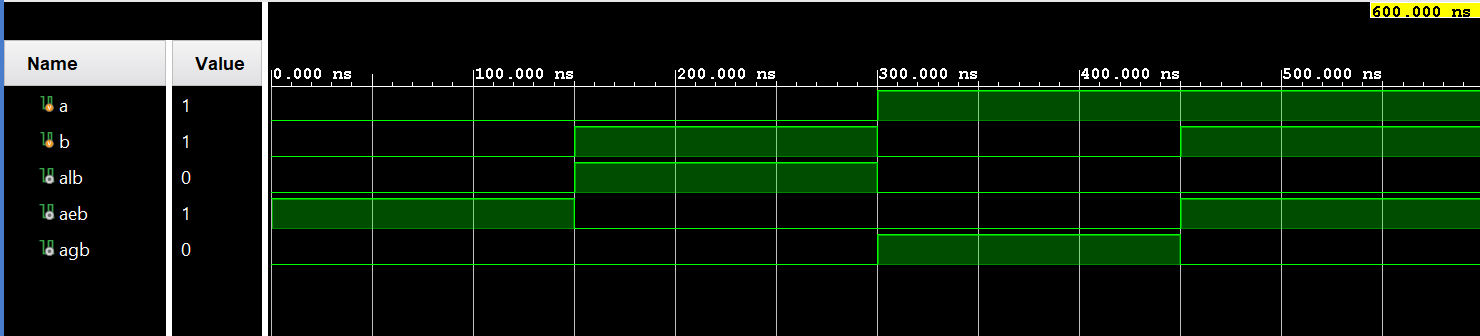 600.000 ns
Name Value
0.000 ns 100.000 ns 200.000 ns 300.000 ns 400.000 ns 500.000 ns
a 1
b 1
alb 0
aeb 1
agb 0